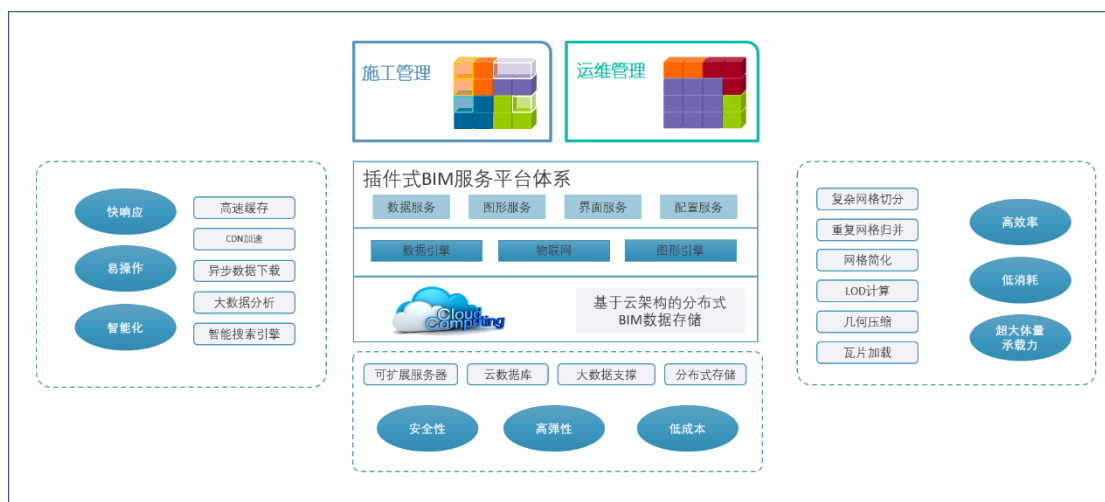 施工管理
运维管理
快响应
易操作
智能化
高速缓存
CDN加速
异步数据下载
大数据分析
智能搜索引擎
插件式BIM服务平台体系
数据服务
图形服务
界面服务
配置服务
数据引擎
物联网
图形引擎
Cloud
Computing
基于云架构的分布式
BIM数据存储
可扩展服务器
云数据库
大数据支撑
分布式存储
安全性
高弹性
低成本
复杂网格切分
重复网格归并
网格简化
LOD计算
几何压缩
瓦片加载
高效率
低消耗
超大体量
承载力